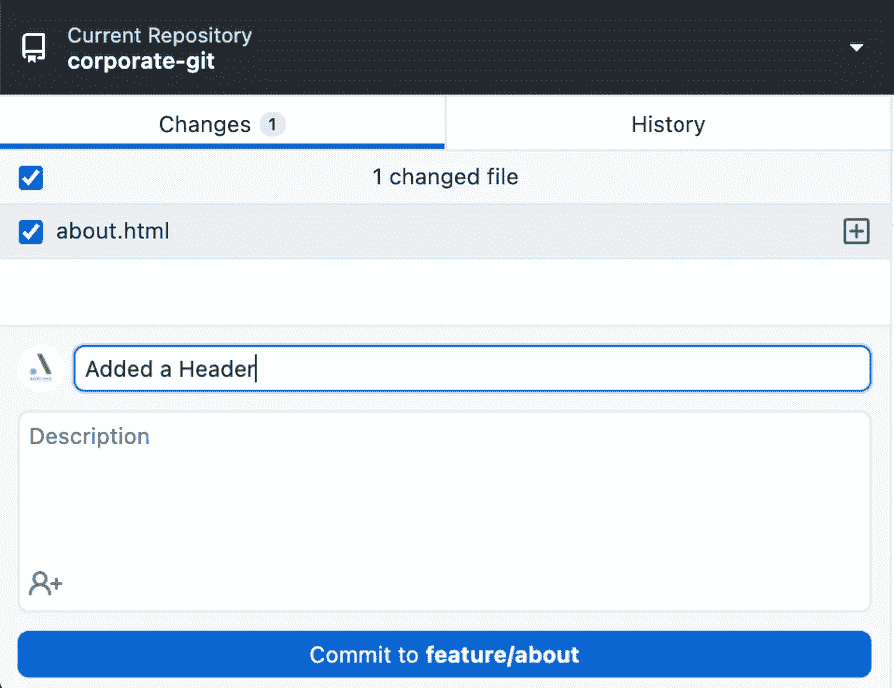 Current Repository
corporate-git
Changes 1
History
1 changed file
about.html
Added a Header
Description
Commit to feature/about